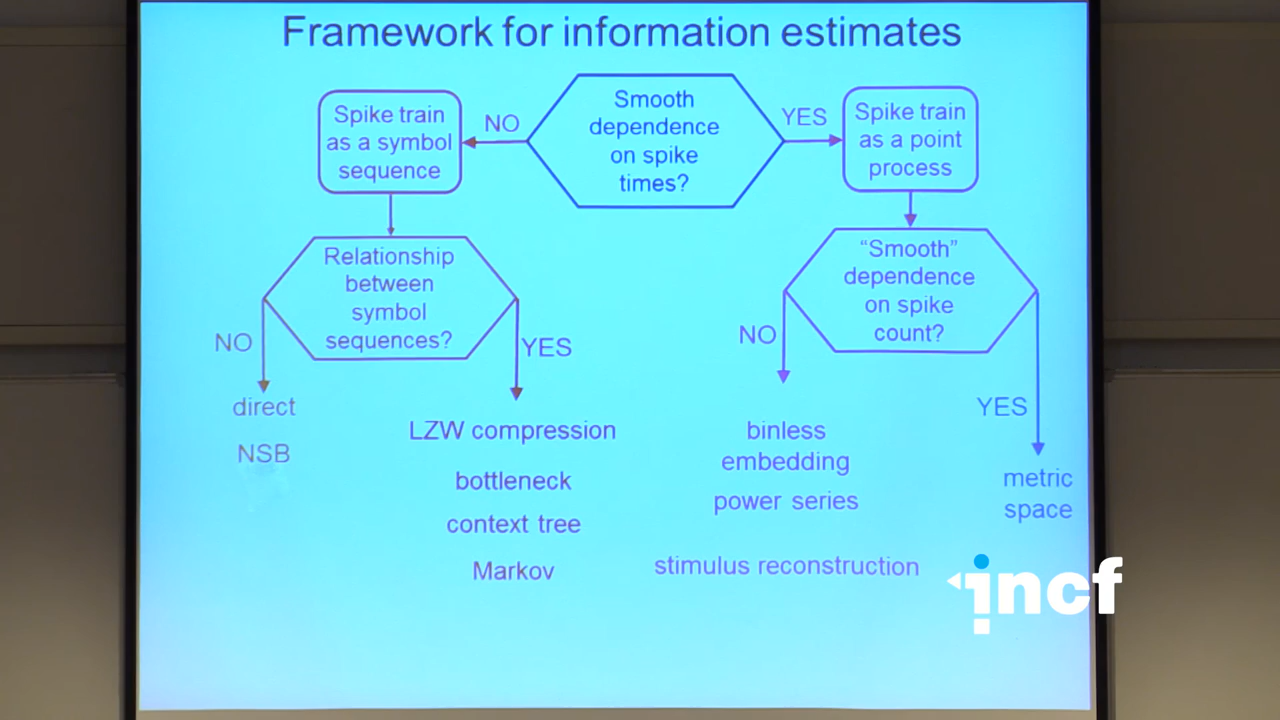 Framework for information estimates
Spike train
as a symbol
sequence
NO
Smooth
dependence
on spike
times?
YES
Spike train
as a point
process
Relationship
between
symbol
sequences?
NO
YES
direct
NSB
LZW compression
bottleneck
context tree
Markov
“Smooth”
dependence
on spike
count?
NO
YES
binless
embedding
power series
metric
space
stimulus reconstruction
incf